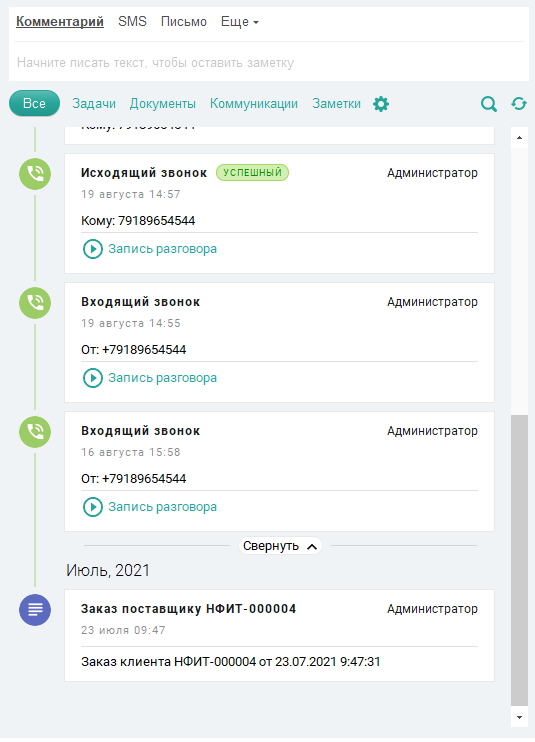 Комментарий SMS Письмо Еще
Начните писать текст, чтобы оставить заметку
Все Задачи Документы Коммуникации Заметки
Исходящий звонок УСПЕШНЫЙ Администратор
19 августа 14:57
Кому: 79189654544
Запись разговора
Входящий звонок Администратор
19 августа 14:55
От: +79189654544
Запись разговора
Входящий звонок Администратор
16 августа 15:58
От: +79189654544
Запись разговора
Свернуть
Июль, 2021
Заказ поставщику НФИТ-000004 Администратор
23 июля 09:47
Заказ клиента НФИТ-000004 от 23.07.2021 9:47:31